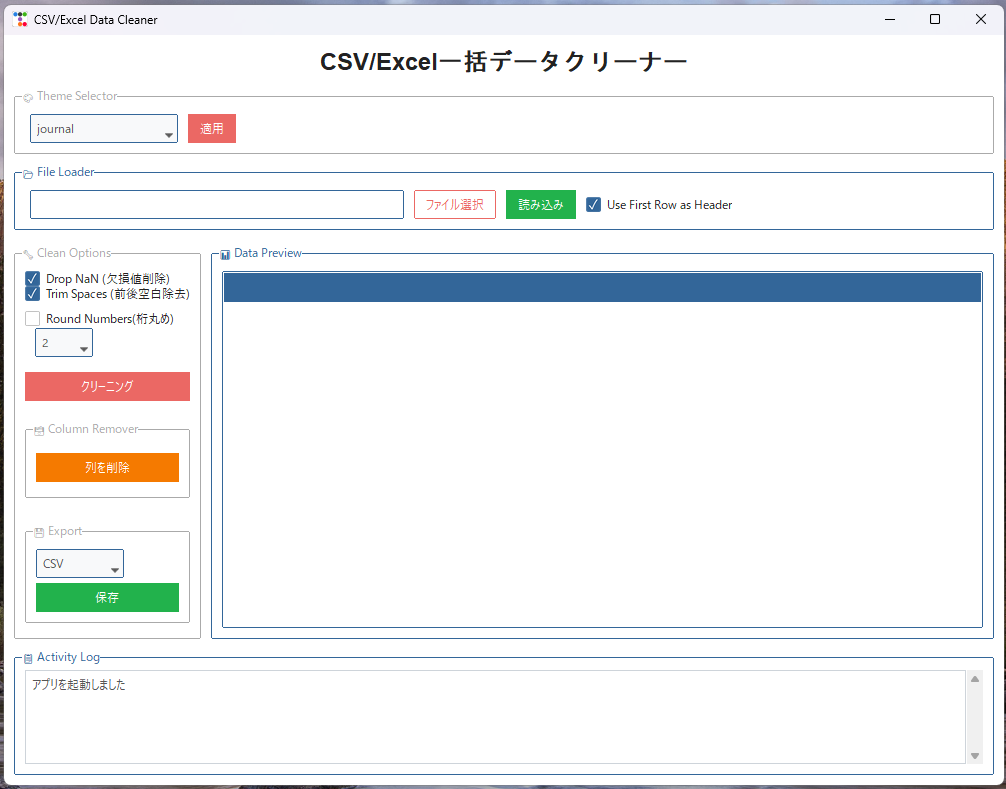 CSV/Excel Data Cleaner
CSV/Excel一括データクリーナー
Theme Selector
journal
適用
File Loader
ファイル選択
読み込み
Use First Row as Header
Clean Options
Drop NaN (欠損値削除)
Trim Spaces (前後空白除去)
Round Numbers(桁丸め)
2
クリーニング
Column Remover
列を削除
Export
CSV
保存
Data Preview
Activity Log
アプリを起動しました